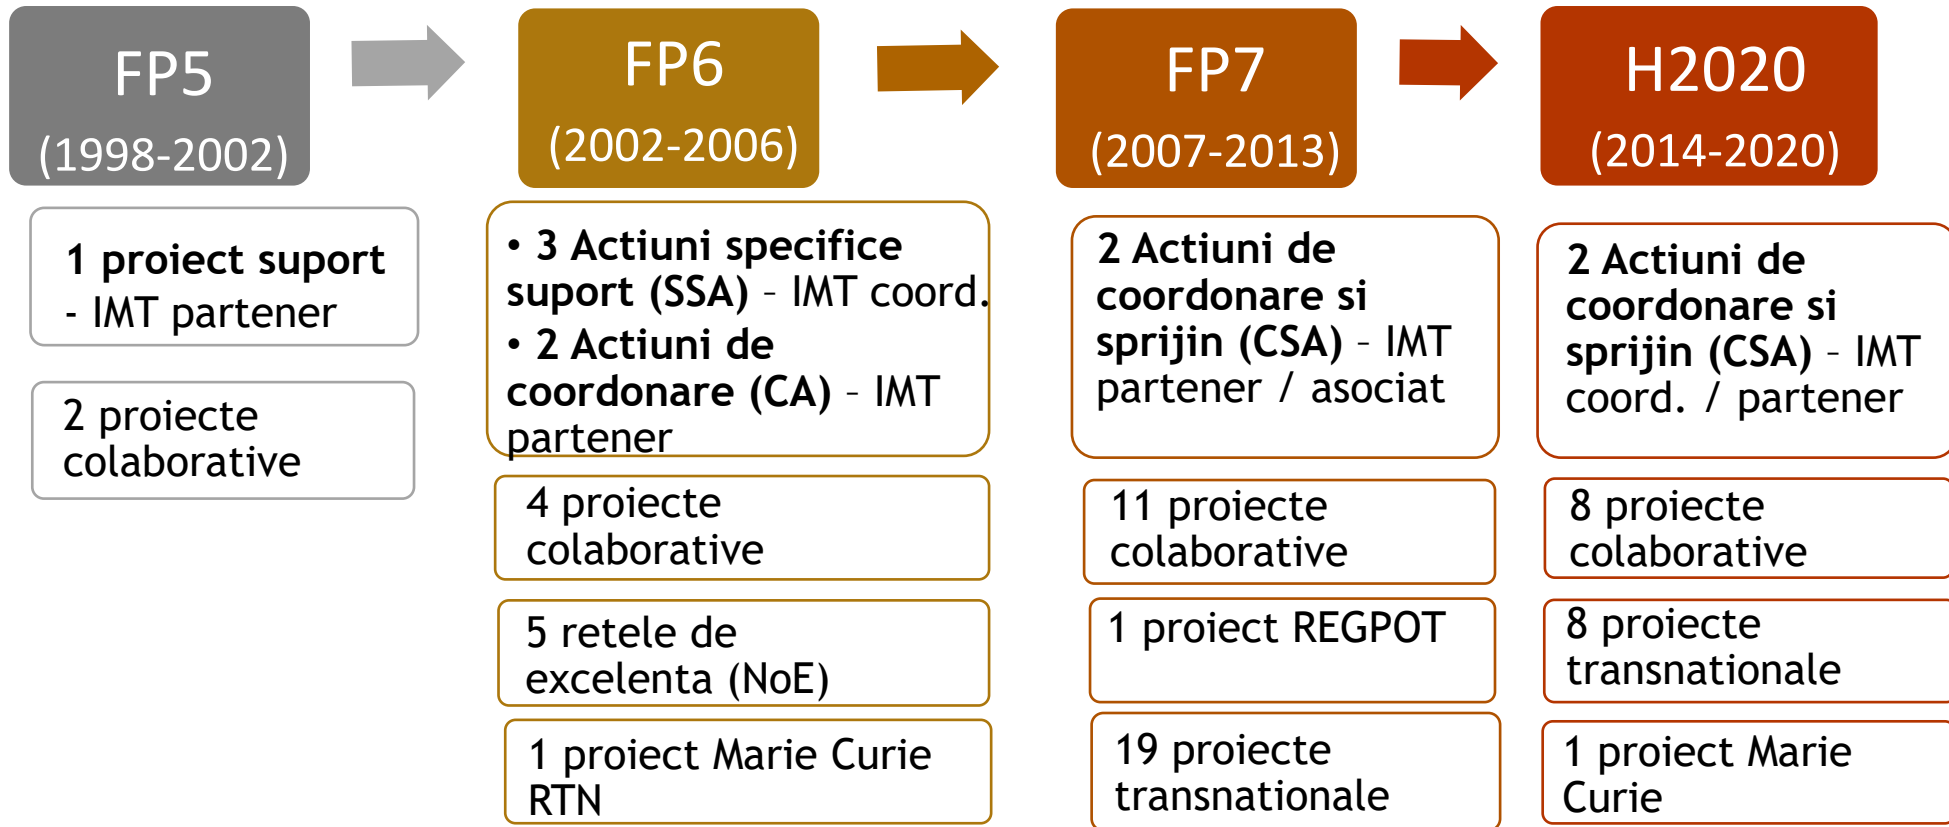 FP5
(1998-2002)
1 proiect suport
- IMT partener
2 proiecte
colaborative
FP6
(2002-2006)
• 3 Actiuni specifice
suport (SSA) – IMT coord.
• 2 Actiuni de
coordonare (CA) – IMT
partener
4 proiecte
colaborative
5 retele de
excelenta (NoE)
1 proiect Marie Curie
RTN
FP7
(2007-2013)
2 Actiuni de
coordonare si
sprijin (CSA) – IMT
partener / asociat
11 proiecte
colaborative
1 proiect REGPOT
19 proiecte
transnationale
H2020
(2014-2020)
2 Actiuni de
coordonare si
sprijin (CSA) – IMT
coord. / partener
8 proiecte
colaborative
8 proiecte
transnationale
1 proiect Marie
Curie